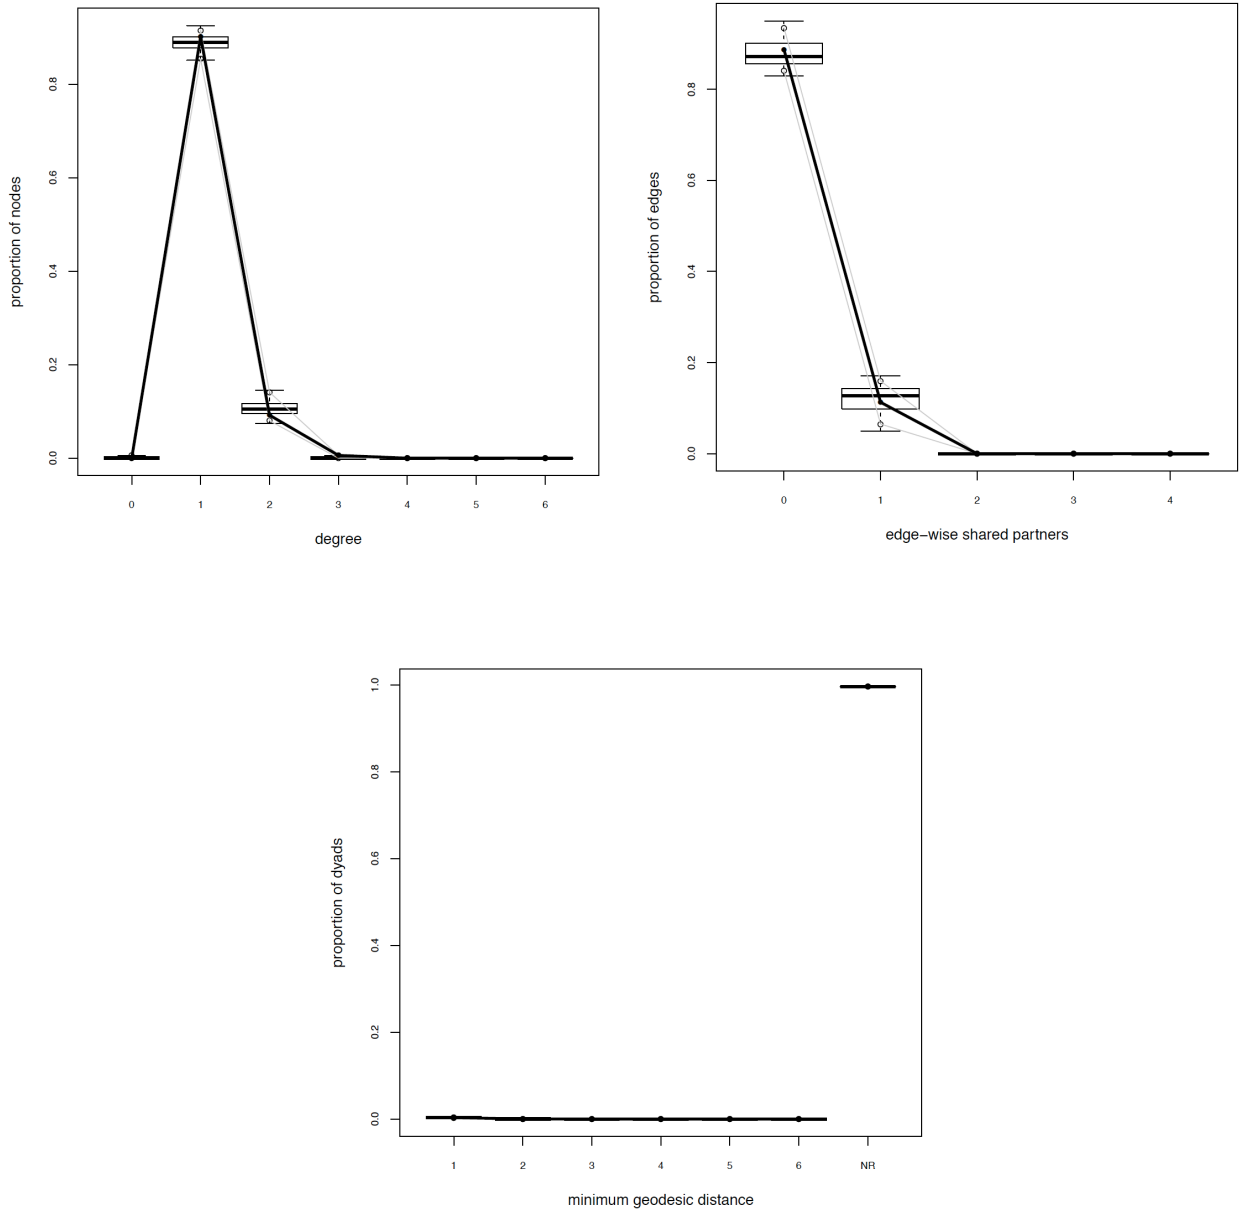 proportion of nodes
0.8
0.6
0.4
0.2
0.0
0 1 2 3 4 5 6
degree
proportion of edges
0.8
0.6
0.4
0.2
0.0
0 1 2 3 4
edge-wise shared partners
proportion of dyads
1.0
0.8
0.6
0.4
0.2
0.0
1 2 3 4 5 6 NR
minimum geodesic distance